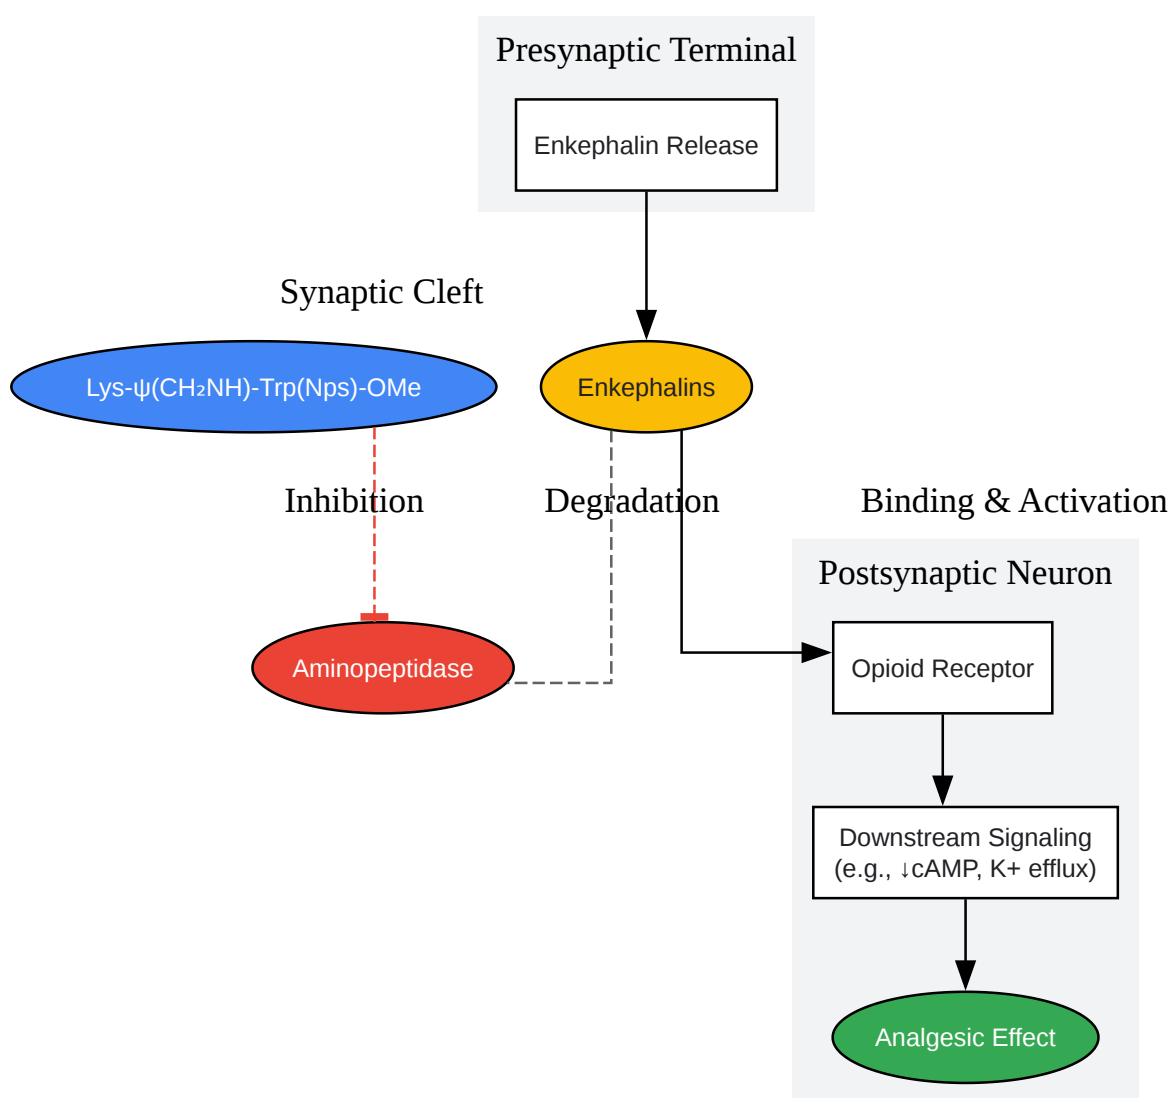 Presynaptic Terminal
Enkephalin Release
Synaptic Cleft
Lys-ψ(CH₂NH)-Trp(Nps)-OMe
Enkephalins
Inhibition
Degradation
Binding & Activation
Postsynaptic Neuron
Aminopeptidase
Opioid Receptor
Downstream Signaling
(e.g., ↓cAMP, K+ efflux)
Analgesic Effect